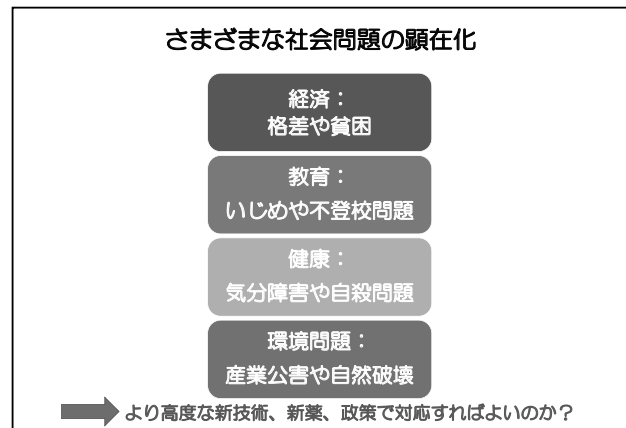 さまざまな社会問題の顕在化
経済：
格差や貧困
教育：
いじめや不登校問題
健康：
気分障害や自殺問題
環境問題：
産業公害や自然破壊
より高度な新技術、新薬、政策で対応すればよいのか？